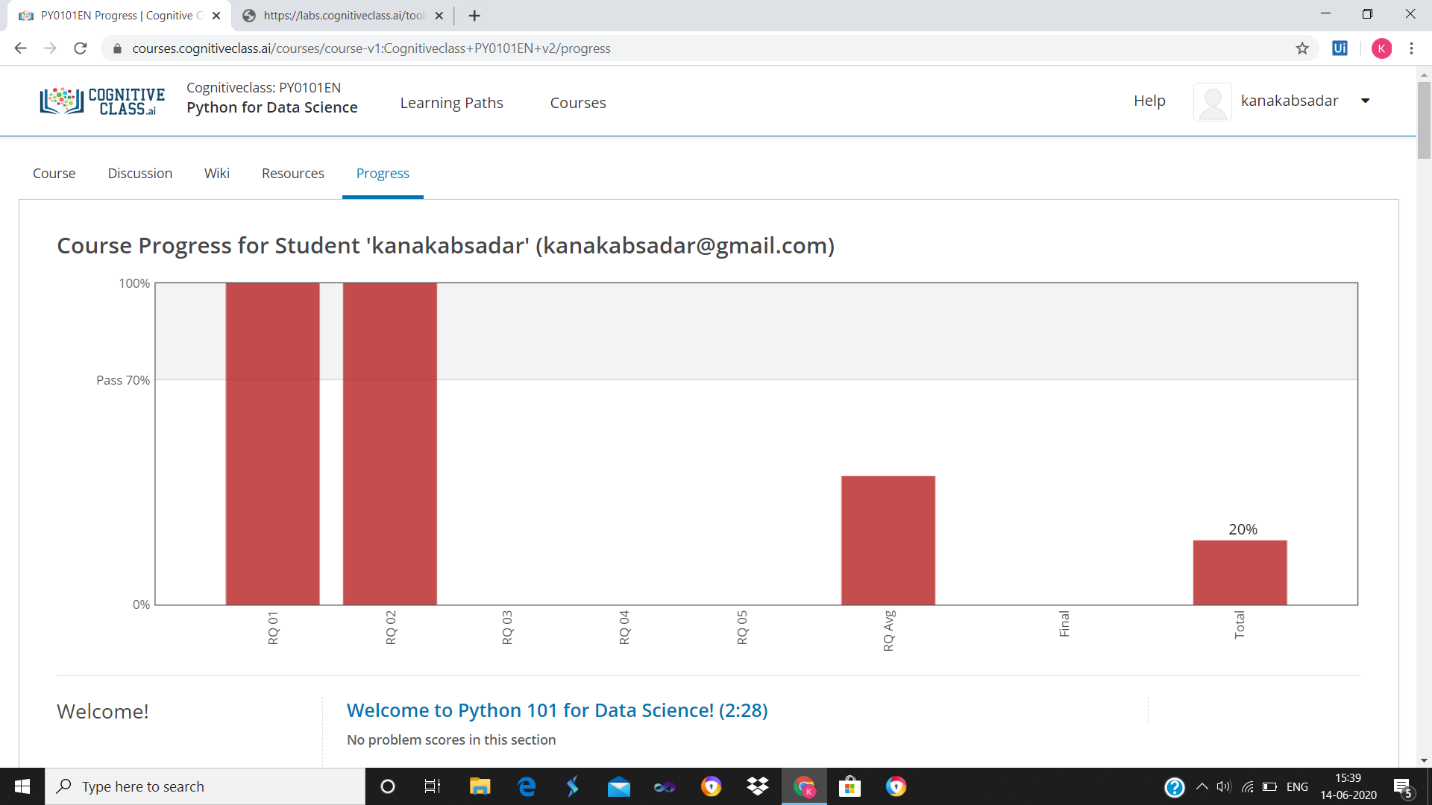 PY0101EN Progress | Cognitive C
https://labs.cognitiveclass.ai/tool
courses.cognitiveclass.ai/courses/course-v1:Cognitiveclass+PY0101EN+v2/progress
Ui
K
COGNITIVE CLASS.ai
Cognitiveclass: PY0101EN
Python for Data Science
Learning Paths
Courses
Help
kanakabsadar
Course
Discussion
Wiki
Resources
Progress
Course Progress for Student 'kanakabsadar' (kanakabsadar@gmail.com)
100%
Pass 70%
20%
0%
RQ 01
RQ 02
RQ 03
RQ 04
RQ 05
RQ Avg
Final
Total
Welcome!
Welcome to Python 101 for Data Science! (2:28)
No problem scores in this section
Type here to search
K
ENG
15:39
14-06-2020
5